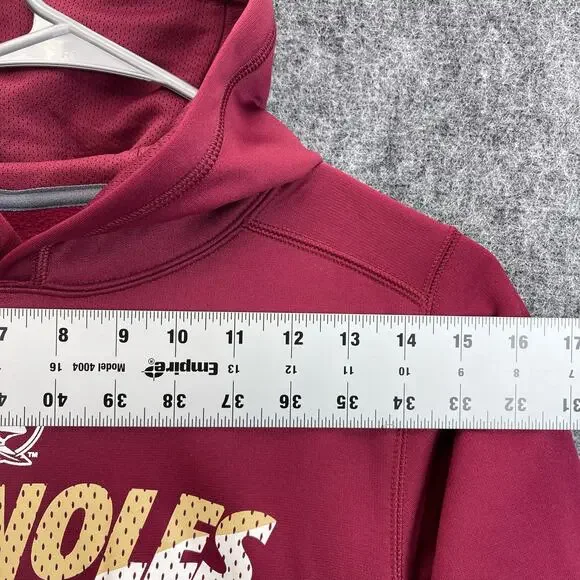 7 8 9 10 11 12 13 14 15 16 17
16 Model 4004 Empire ® 13 12 11 10 9 8 7
40 39 38 37 36 35 34 33 32 31
TM
NOLES